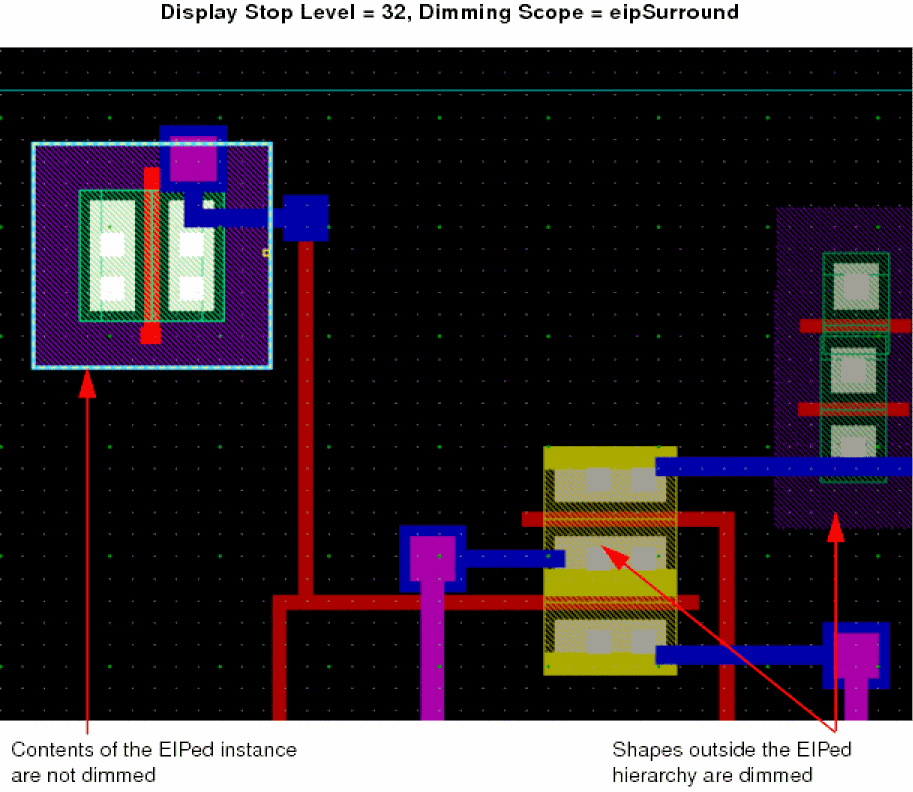 Display Stop Level = 32, Dimming Scope = eipSurround
Contents of the EIPed instance
are not dimmed
Shapes outside the EIPed
hierarchy are dimmed